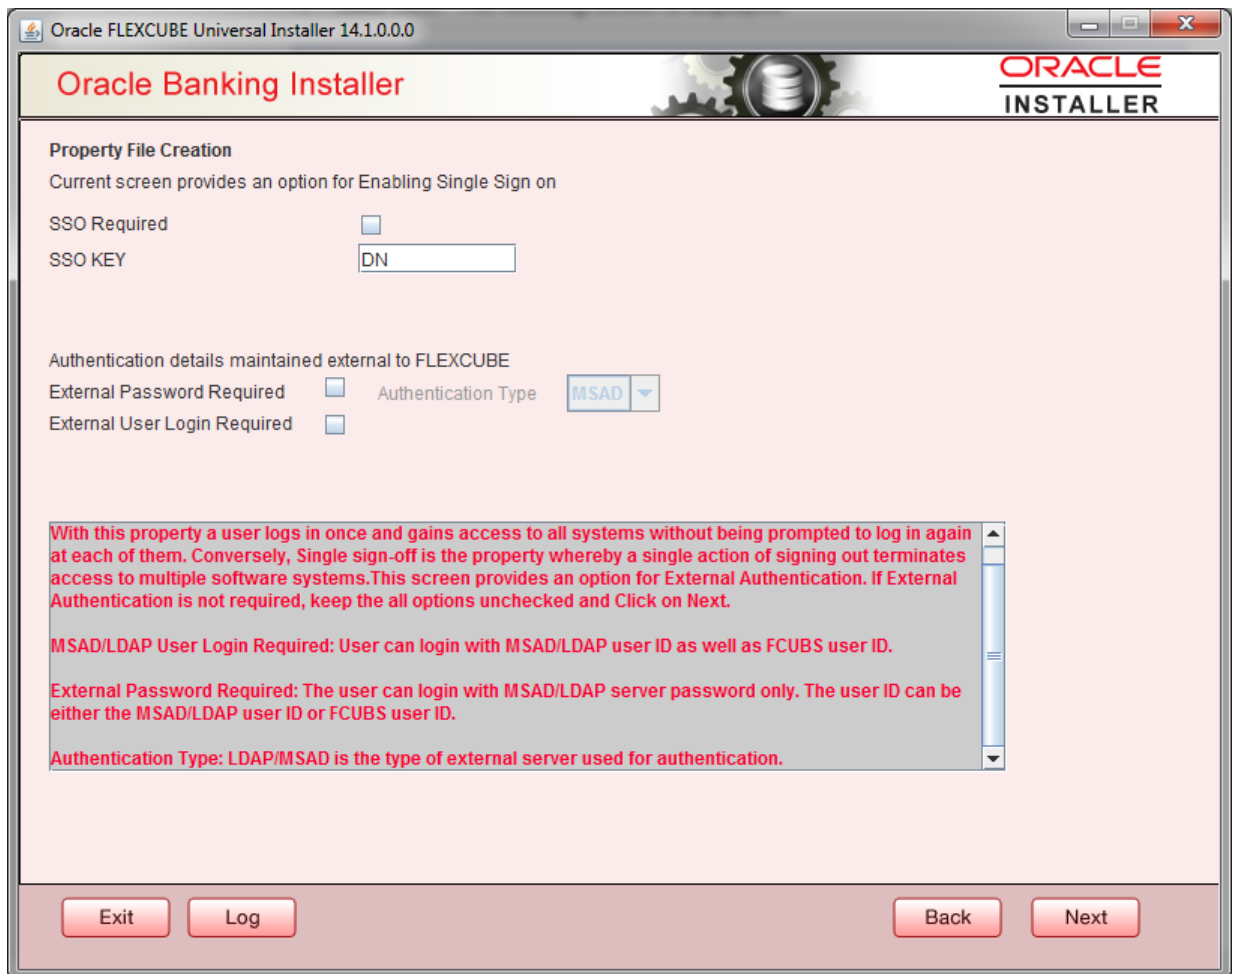 Oracle FLEXCUBE Universal Installer 14.1.0.0.0
Oracle Banking Installer
ORACLE
INSTALLER
Property File Creation
Current screen provides an option for Enabling Single Sign on
SSO Required
SSO KEY DN
Authentication details maintained external to FLEXCUBE
External Password Required Authentication Type MSAD
External User Login Required
With this property a user logs in once and gains access to all systems without being prompted to log in again
at each of them. Conversely, Single sign-off is the property whereby a single action of signing out terminates
access to multiple software systems.This screen provides an option for External Authentication. If External
Authentication is not required, keep the all options unchecked and Click on Next.
MSAD/LDAP User Login Required: User can login with MSAD/LDAP user ID as well as FCUBS user ID.
External Password Required: The user can login with MSAD/LDAP server password only. The user ID can be
either the MSAD/LDAP user ID or FCUBS user ID.
Authentication Type: LDAP/MSAD is the type of external server used for authentication.
Exit Log Back Next